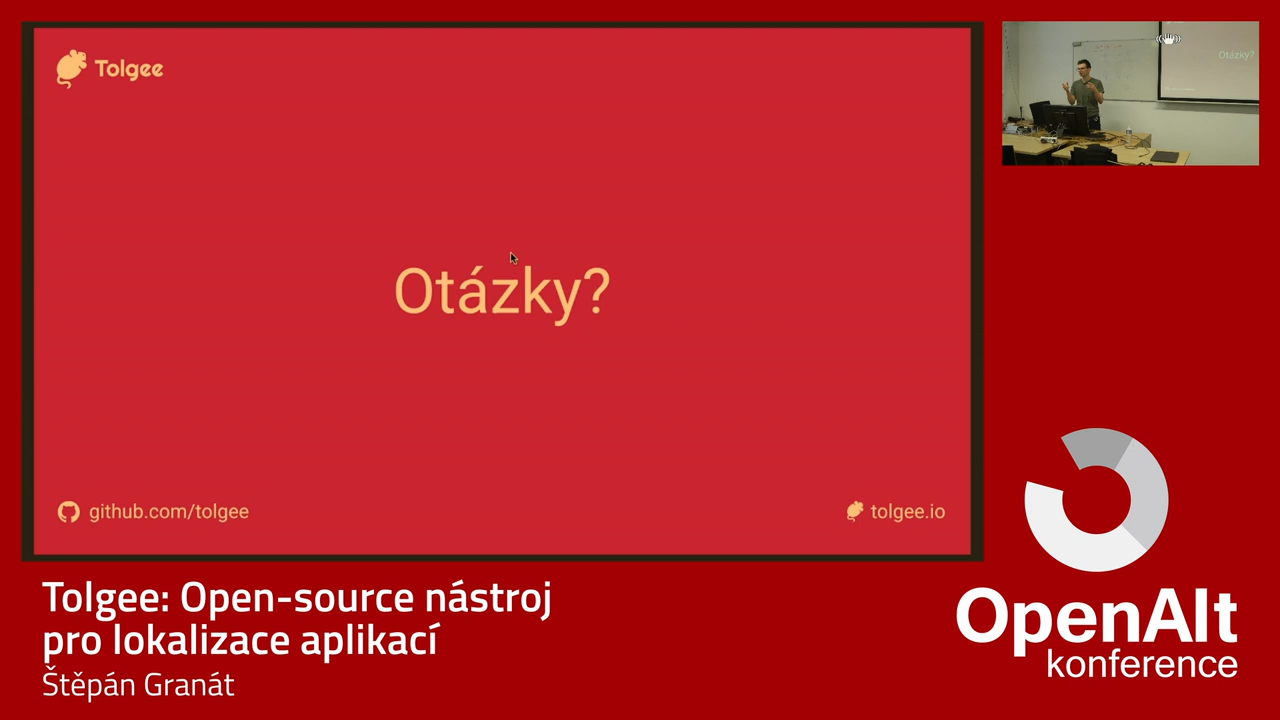 Tolgee
Otázky?
github.com/tolgee
tolgee.io
Otázky?
Tolgee: Open-source nástroj
pro lokalizace aplikací
Štěpán Granát
OpenAlt
konference